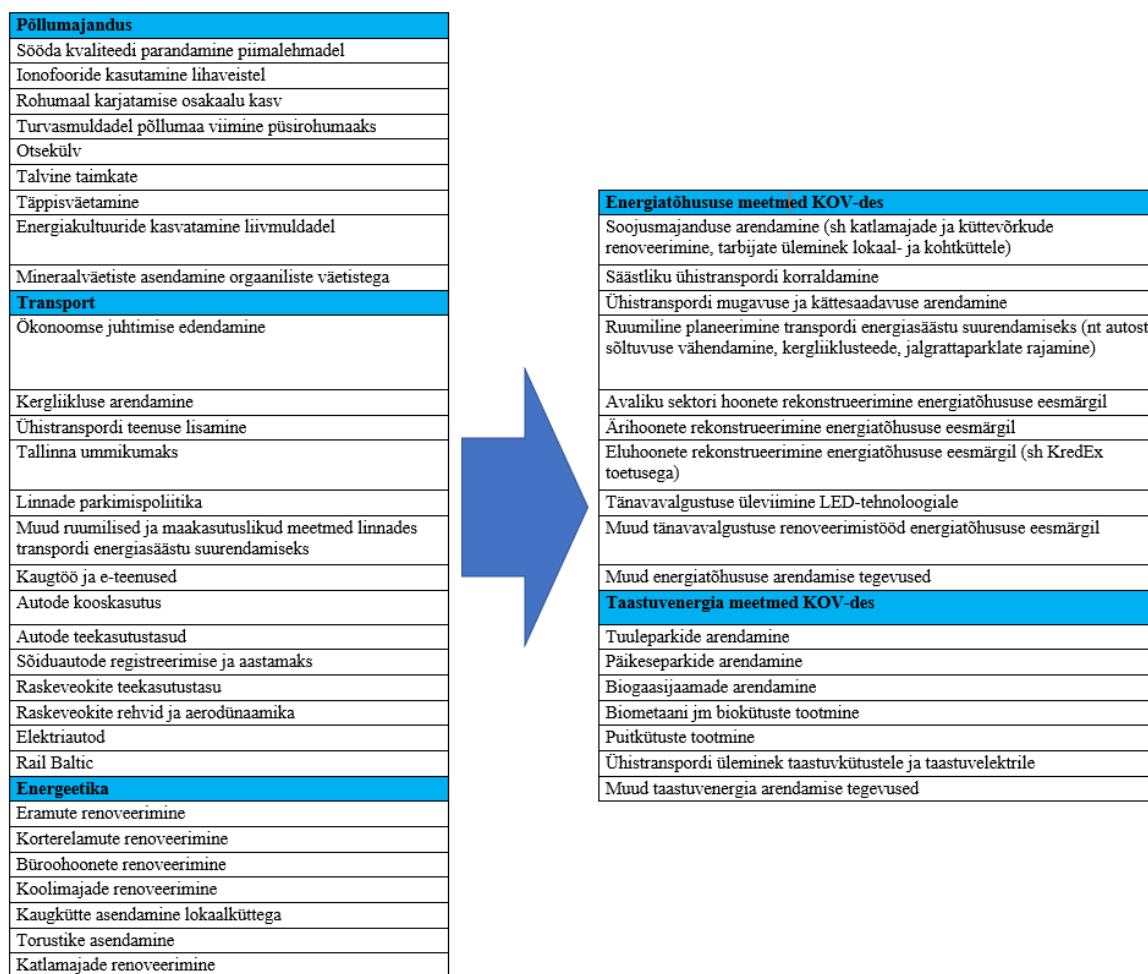 Põllumajandus
Sööda kvaliteedi parandamine piimalehmadel
Ionofooride kasutamine lihaveistel
Rohumaal karjatamise osakaalu kasv
Turvasmuldadel põllumaa viimine püsirohumaaks
Otsekülv
Talvine taimkate
Täppisväetamine
Energiakultuuride kasvatamine liivmuldadel
Mineraalväetiste asendamine orgaaniliste väetistega
Transport
Ökonoomse juhtimise edendamine
Kergliikluse arendamine
Ühistranspordi teenuse lisamine
Tallinna ummikumaks
Linnade parkimispoliitika
Muud ruumilised ja maakasutuslikud meetmed linnades
transpordi energiasäästu suurendamiseks
Kaugtöö ja e-teenused
Autode kooskasutus
Autode teekasutustasud
Sõiduautode registreerimise ja aastamaks
Raskeveokite teekasutustasu
Raskeveokite rehvid ja aerodünaamika
Elektriautod
Rail Baltic
Energeetika
Eramute renoveerimine
Korterelamute renoveerimine
Büroohoonete renoveerimine
Koolimajade renoveerimine
Kaugkütte asendamine lokaalküttega
Torustike asendamine
Katlamajade renoveerimine
Energiatõhususe meetmed KOV-des
Soojusmajanduse arendamine (sh katlamajade ja küttevõrkude
renoveerimine, tarbijate üleminek lokaal- ja kohtküttele)
Säästliku ühistranspordi korraldamine
Ühistranspordi mugavuse ja kättesaadavuse arendamine
Ruumiline planeerimine transpordi energiasäästu suurendamiseks (nt autost
sõltuvuse vähendamine, kergliiklusteede, jalgrattaparklate rajamine)
Avaliku sektori hoonete rekonstrueerimine energiatõhususe eesmärgil
Ärihoonete rekonstrueerimine energiatõhususe eesmärgil
Eluhoonete rekonstrueerimine energiatõhususe eesmärgil (sh KredEx
toetusega)
Tänavavalgustuse üleviimine LED-tehnoloogiale
Muud tänavavalgustuse renoveerimistööd energiatõhususe eesmärgil
Muud energiatõhususe arendamise tegevused
Taastuvenergia meetmed KOV-des
Tuuleparkide arendamine
Päikeseparkide arendamine
Biogaasijaamade arendamine
Biometaani jm biokütuste tootmine
Puitkütuste tootmine
Ühistranspordi üleminek taastuvkütustele ja taastuvelektrile
Muud taastuvenergia arendamise tegevused